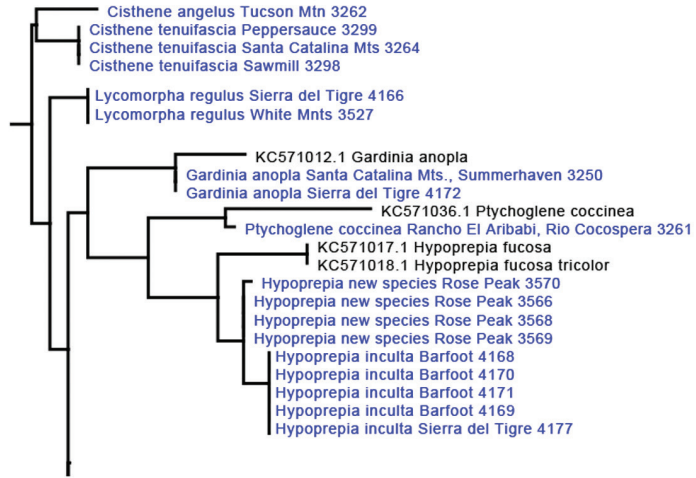 Cisthene angelus Tucson Mtn 3262
Cisthene tenuifascia Peppersauce 3299
Cisthene tenuifascia Santa Catalina Mts 3264
Cisthene tenuifascia Sawmill 3298
Lycomorpha regulus Sierra del Tigre 4166
Lycomorpha regulus White Mnts 3527
KC571012.1 Gardinia anopla
Gardinia anopla Santa Catalina Mts., Summerhaven 3250
Gardinia anopla Sierra del Tigre 4172
KC571036.1 Ptychoglene coccinea
Ptychoglene coccinea Rancho El Aribabi, Rio Cocospera 3261
KC571017.1 Hypoprepia fucosa
KC571018.1 Hypoprepia fucosa tricolor
Hypoprepia new species Rose Peak 3570
Hypoprepia new species Rose Peak 3566
Hypoprepia new species Rose Peak 3568
Hypoprepia new species Rose Peak 3569
Hypoprepia inculta Barfoot 4168
Hypoprepia inculta Barfoot 4170
Hypoprepia inculta Barfoot 4171
Hypoprepia inculta Barfoot 4169
Hypoprepia inculta Sierra del Tigre 4177